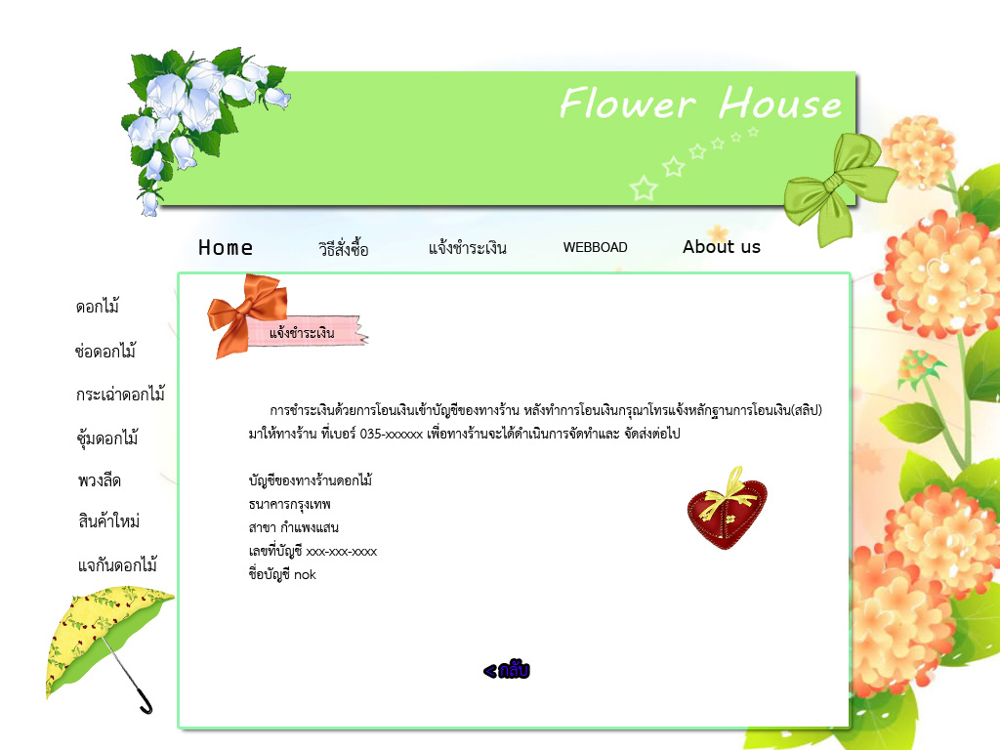 Flower House
Home วิธีสั่งซื้อ แจ้งชำระเงิน WEBBOAD About us
แจ้งชำระเงิน
ดอกไม้
ช่อดอกไม้
กระเฉ่าดอกไม้
ซุ้มดอกไม้
พวงลีด
สินค้าใหม่
แจกันดอกไม้
การชำระเงินด้วยการโอนเงินเข้าบัญชีของทางร้าน หลังทำการโอนเงินกรุณาโทรแจ้งหลักฐานการโอนเงิน(สลิป)
มาให้ทางร้าน ที่เบอร์ 035-xxxxxx เพื่อทางร้านจะได้ดำเนินการจัดทำและ จัดส่งต่อไป
บัญชีของทางร้านดอกไม้
ธนาคารกรุงเทพ
สาขา กำแพงแสน
เลขที่บัญชี xxx-xxx-xxxx
ชื่อบัญชี nok
< กลับ